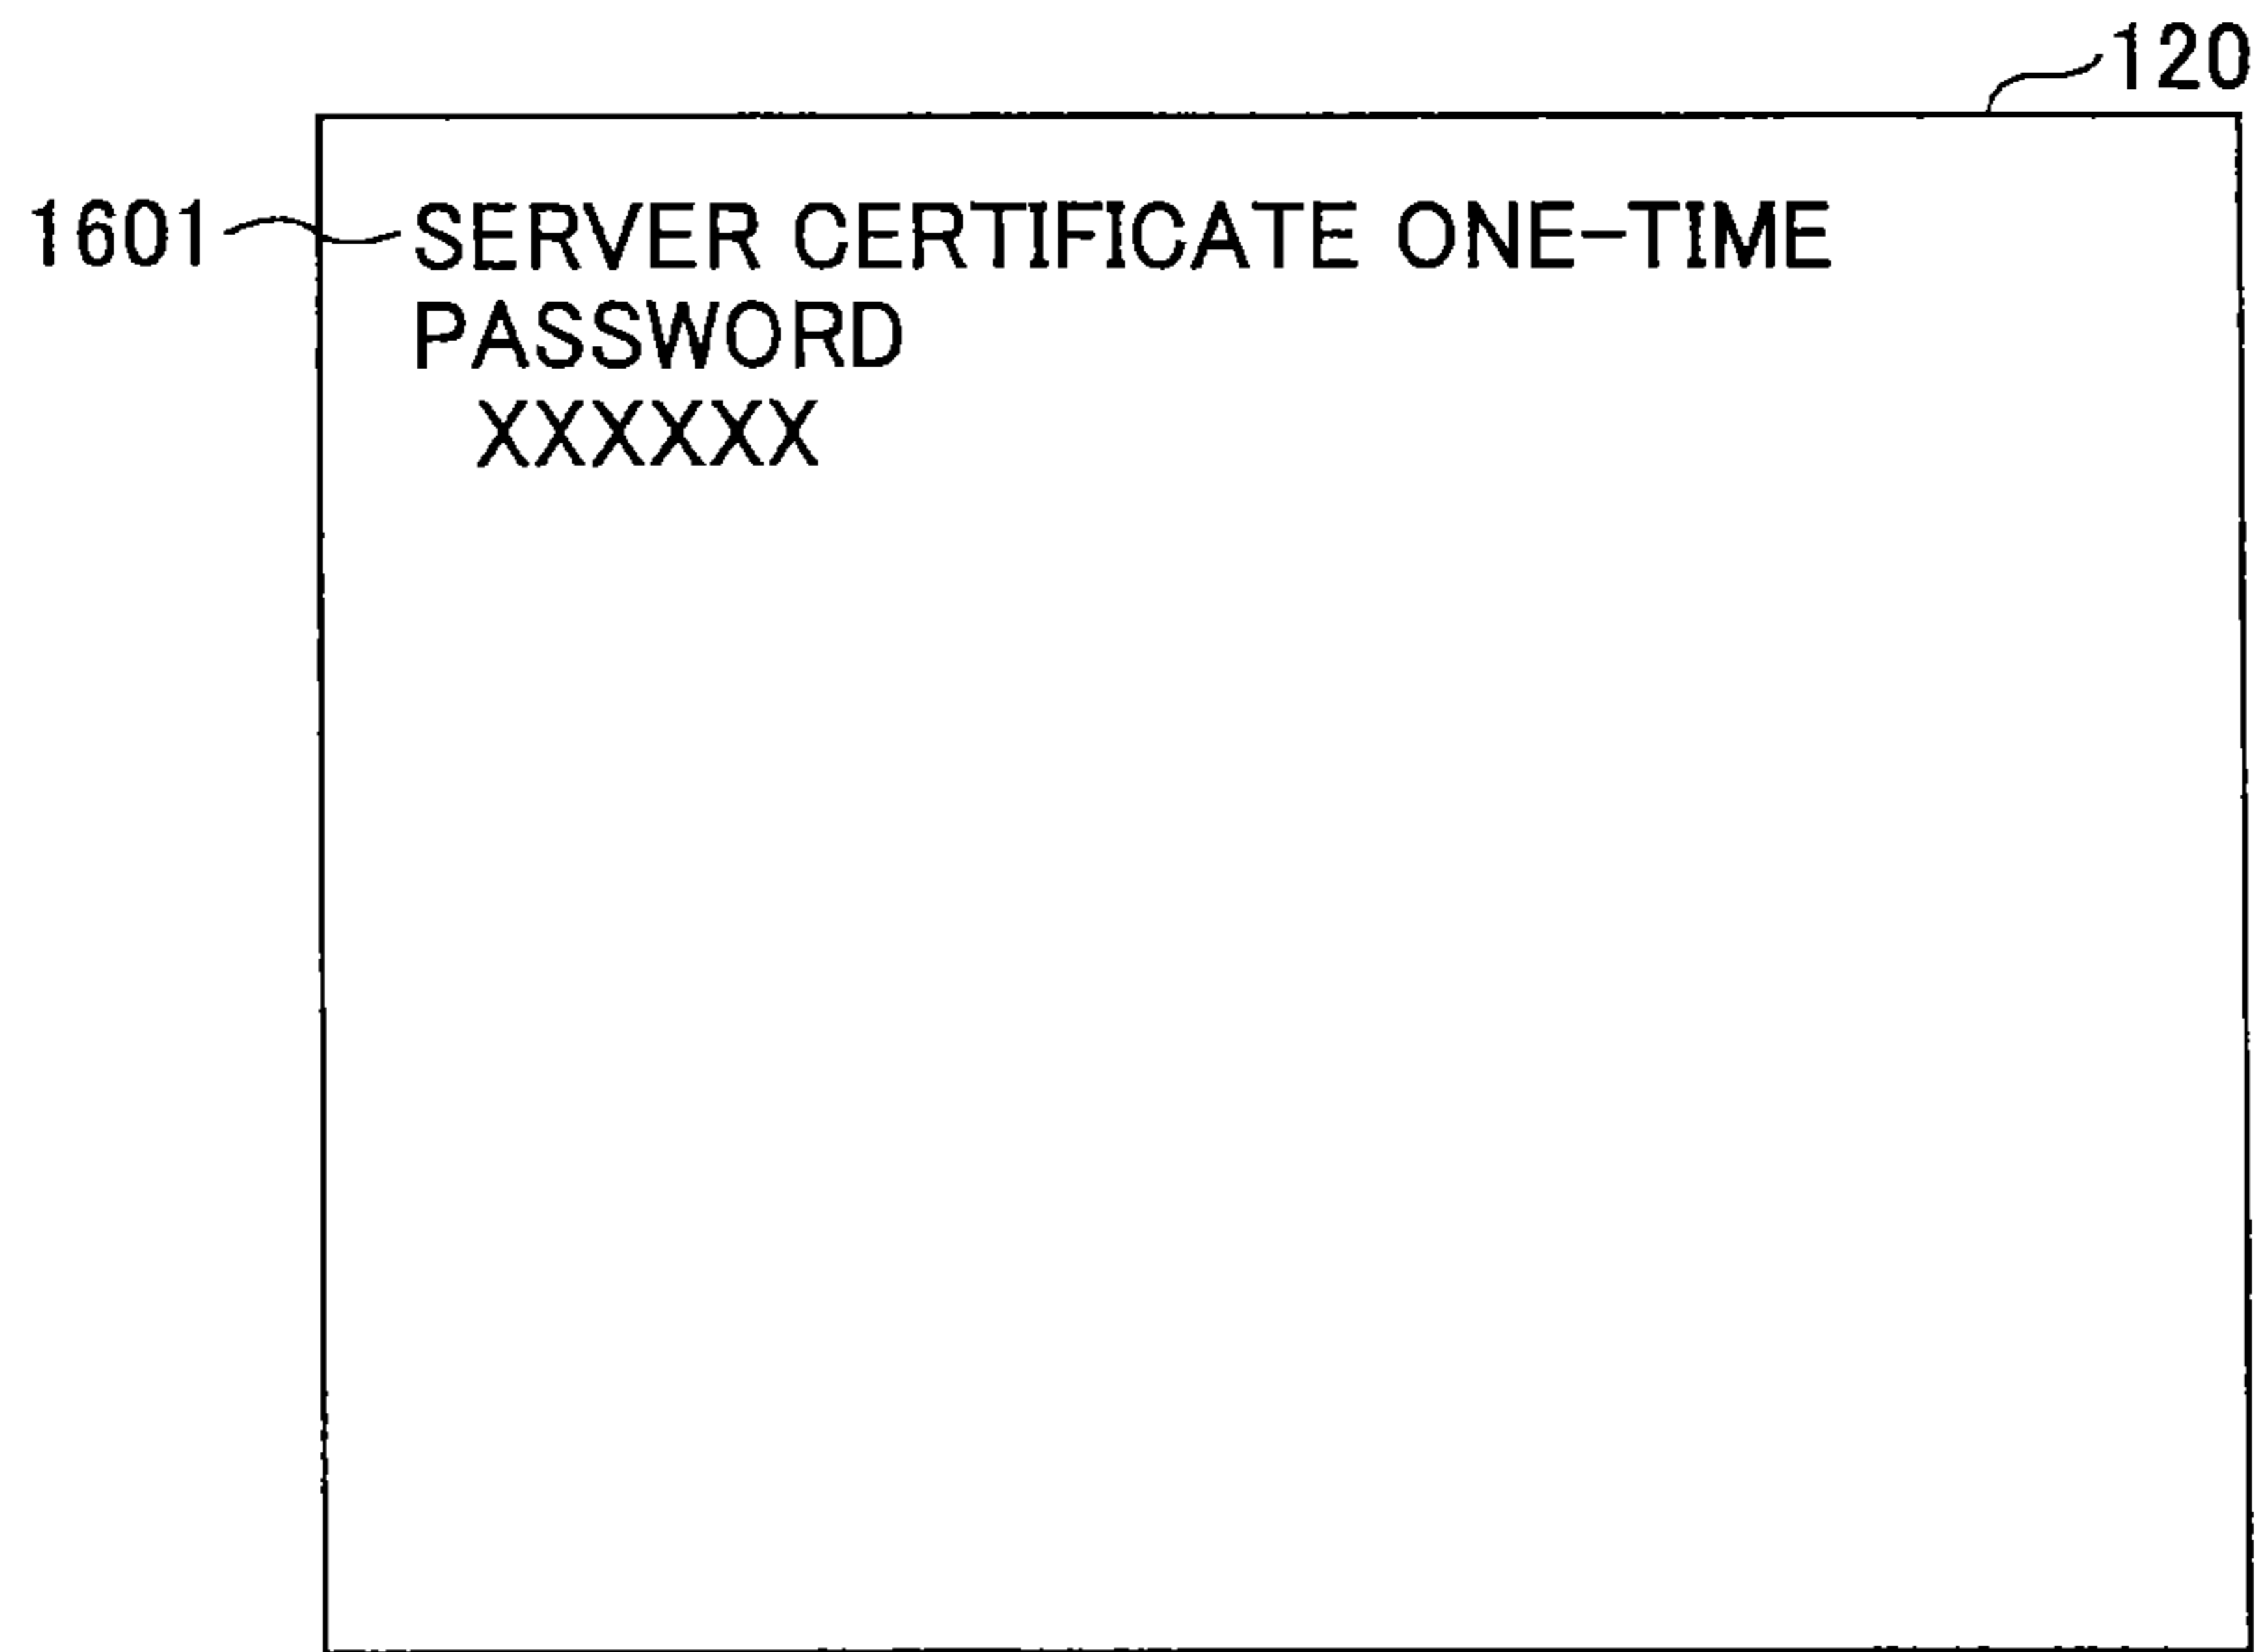 120
1601
SERVER CERTIFICATE ONE-TIME
PASSWORD
XXXXXX